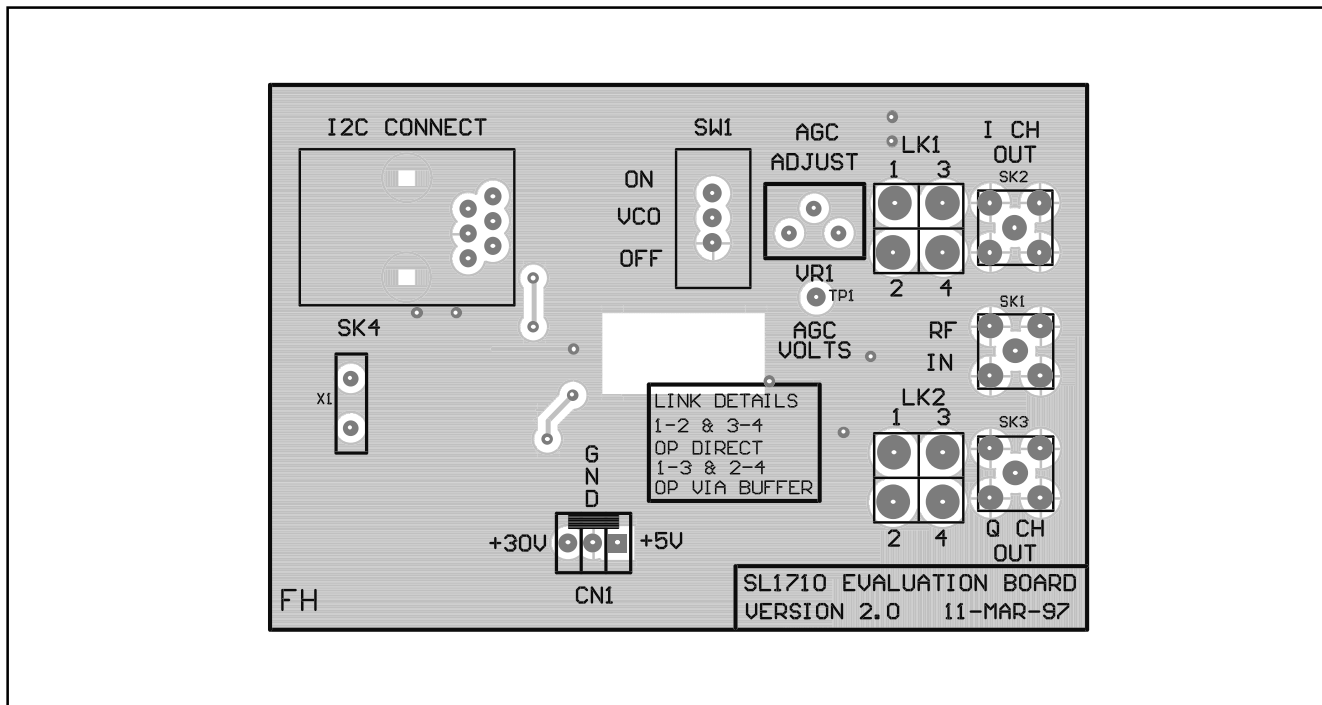 I2C CONNECT
SK4
X1
SW1
ON
VCO
OFF
AGC
ADJUST
VR1
TP1
AGC
VOLTS
LK1
1 3
2 4
I CH
OUT
SK2
SK1
RF
IN
LK2
1 3
2 4
SK3
Q CH
OUT
LINK DETAILS
1-2 & 3-4
OP DIRECT
1-3 & 2-4
OP VIA BUFFER
GND
+30V +5V
CN1
FH
SL1710 EVALUATION BOARD
VERSION 2.0 11-MAR-97